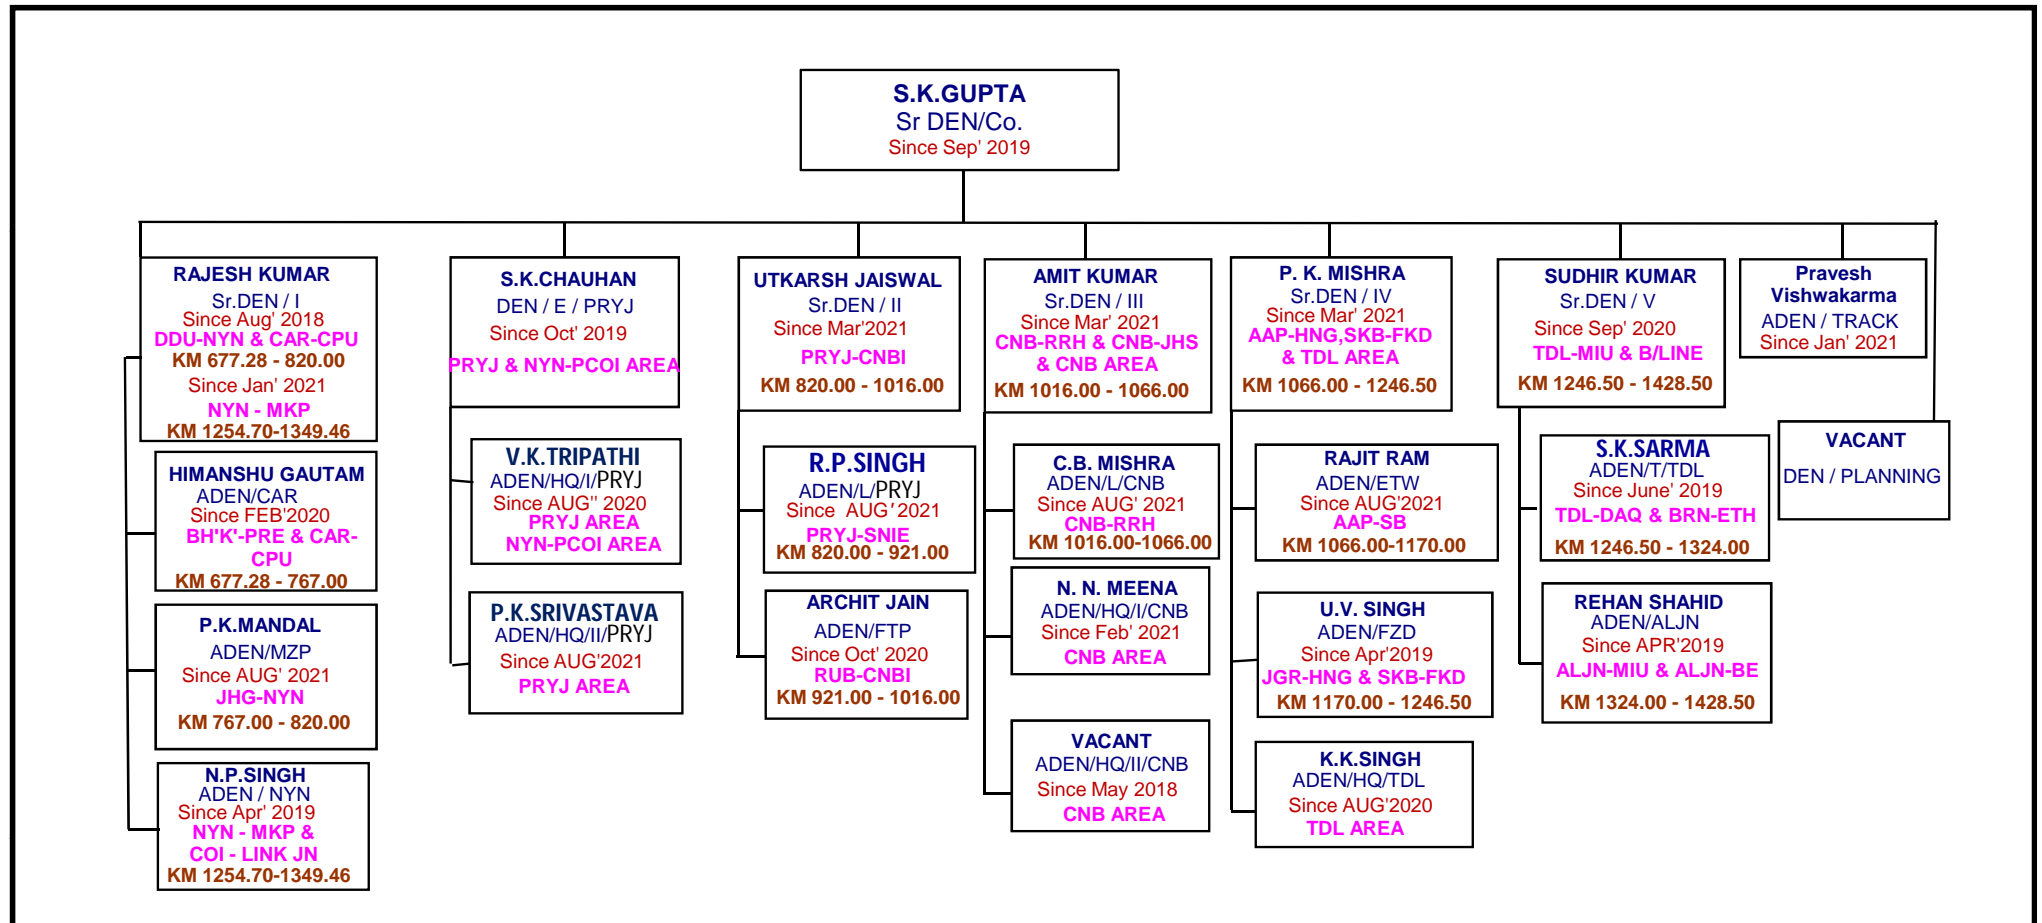 S.K.GUPTA
Sr DEN/Co.
Since Sep' 2019
RAJESH KUMAR
Sr.DEN / I
Since Aug' 2018
DDU-NYN & CAR-CPU
KM 677.28 - 820.00
Since Jan' 2021
NYN - MKP
KM 1254.70-1349.46
HIMANSHU GAUTAM
ADEN/CAR
Since FEB'2020
BH'K'-PRE & CAR-
CPU
KM 677.28 - 767.00
P.K.MANDAL
ADEN/MZP
Since AUG' 2021
JHG-NYN
KM 767.00 - 820.00
N.P.SINGH
ADEN / NYN
Since Apr' 2019
NYN - MKP &
COI - LINK JN
KM 1254.70-1349.46
S.K.CHAUHAN
DEN / E / PRYJ
Since Oct' 2019
PRYJ & NYN-PCOI AREA
V.K.TRIPATHI
ADEN/HQ/I/PRYJ
Since AUG'' 2020
PRYJ AREA
NYN-PCOI AREA
P.K.SRIVASTAVA
ADEN/HQ/II/PRYJ
Since AUG'2021
PRYJ AREA
UTKARSH JAISWAL
Sr.DEN / II
Since Mar'2021
PRYJ-CNBI
KM 820.00 - 1016.00
R.P.SINGH
ADEN/L/PRYJ
Since AUG'2021
PRYJ-SNIE
KM 820.00 - 921.00
ARCHIT JAIN
ADEN/FTP
Since Oct' 2020
RUB-CNBI
KM 921.00 - 1016.00
AMIT KUMAR
Sr.DEN / III
Since Mar' 2021
CNB-RRH & CNB-JHS
& CNB AREA
KM 1016.00 - 1066.00
C.B. MISHRA
ADEN/L/CNB
Since AUG' 2021
CNB-RRH
KM 1016.00-1066.00
N. N. MEENA
ADEN/HQ/I/CNB
Since Feb' 2021
CNB AREA
VACANT
ADEN/HQ/II/CNB
Since May 2018
CNB AREA
P. K. MISHRA
Sr.DEN / IV
Since Mar' 2021
AAP-HNG,SKB-FKD
& TDL AREA
KM 1066.00 - 1246.50
RAJIT RAM
ADEN/ETW
Since AUG'2021
AAP-SB
KM 1066.00-1170.00
U.V. SINGH
ADEN/FZD
Since Apr'2019
JGR-HNG & SKB-FKD
KM 1170.00 - 1246.50
K.K.SINGH
ADEN/HQ/TDL
Since AUG'2020
TDL AREA
SUDHIR KUMAR
Sr.DEN / V
Since Sep' 2020
TDL-MIU & B/LINE
KM 1246.50 - 1428.50
S.K.SARMA
ADEN/T/TDL
Since June' 2019
TDL-DAQ & BRN-ETH
KM 1246.50 - 1324.00
REHAN SHAHID
ADEN/ALJN
Since APR'2019
ALJN-MIU & ALJN-BE
KM 1324.00 - 1428.50
Pravesh
Vishwakarma
ADEN / TRACK
Since Jan' 2021
VACANT
DEN / PLANNING